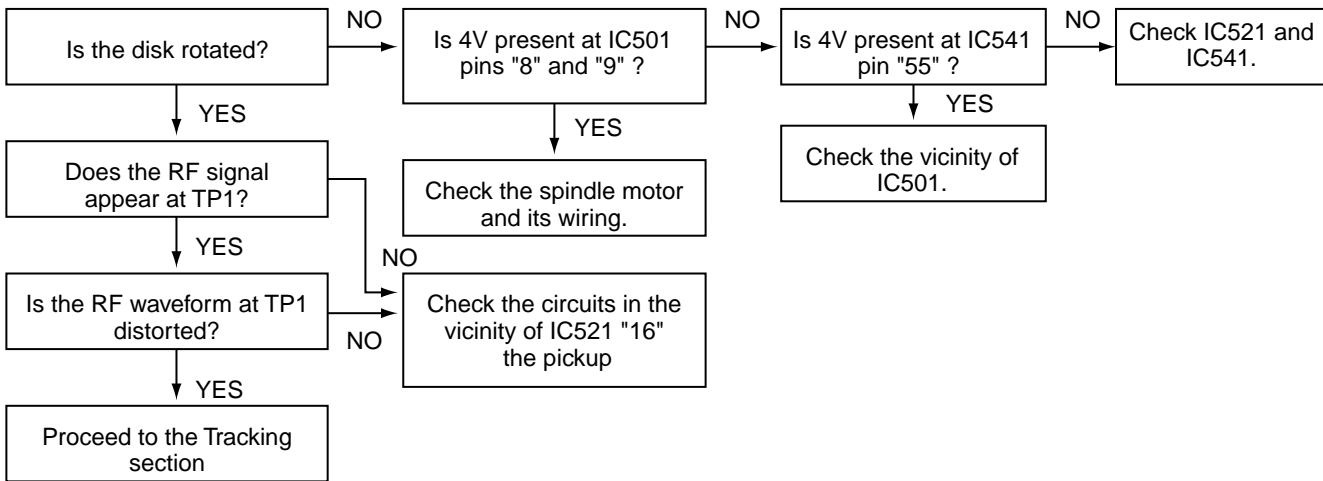 Is the disk rotated?
NO
Is 4V present at IC501
pins "8" and "9" ?
NO
Is 4V present at IC541
pin "55" ?
NO
Check IC521 and
IC541.
YES
YES
YES
Does the RF signal
appear at TP1?
Check the spindle motor
and its wiring.
Check the vicinity of
IC501.
YES
NO
Is the RF waveform at TP1
distorted?
NO
Check the circuits in the
vicinity of IC521 "16"
the pickup
YES
Proceed to the Tracking
section